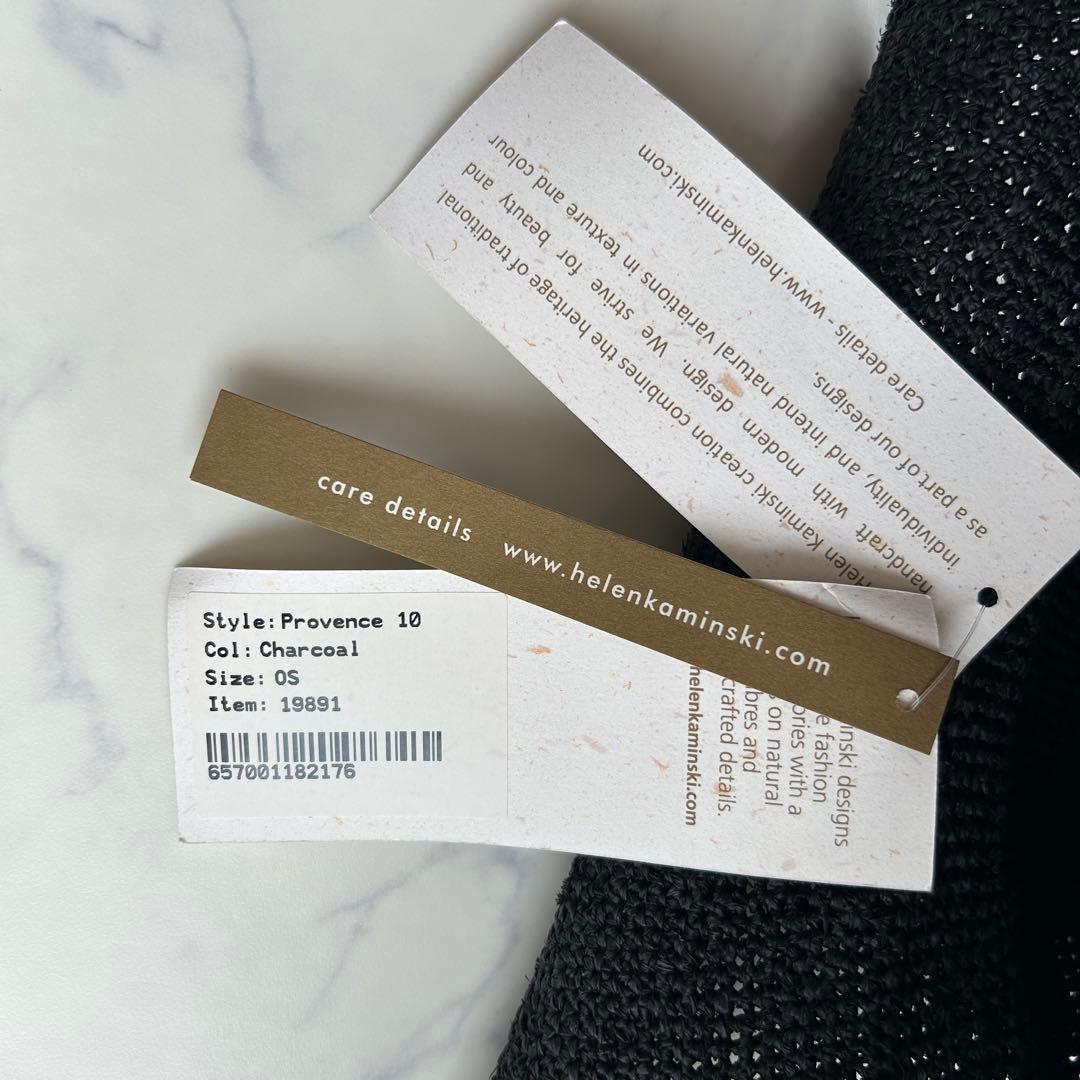 Helen Kaminski creation combines the heritage of traditional
handcraft with modern design. We strive for beauty and
individuality, and intend natural variations in texture and colour
as a part of our designs.
Care details - www.helenkaminski.com
care details www.helenkaminski.com
Style: Provence 10
Col: Charcoal
Size: OS
Item: 19891
657001182176
designs
fashion
with a
on natural
and
crafted details.
helenkaminski.com